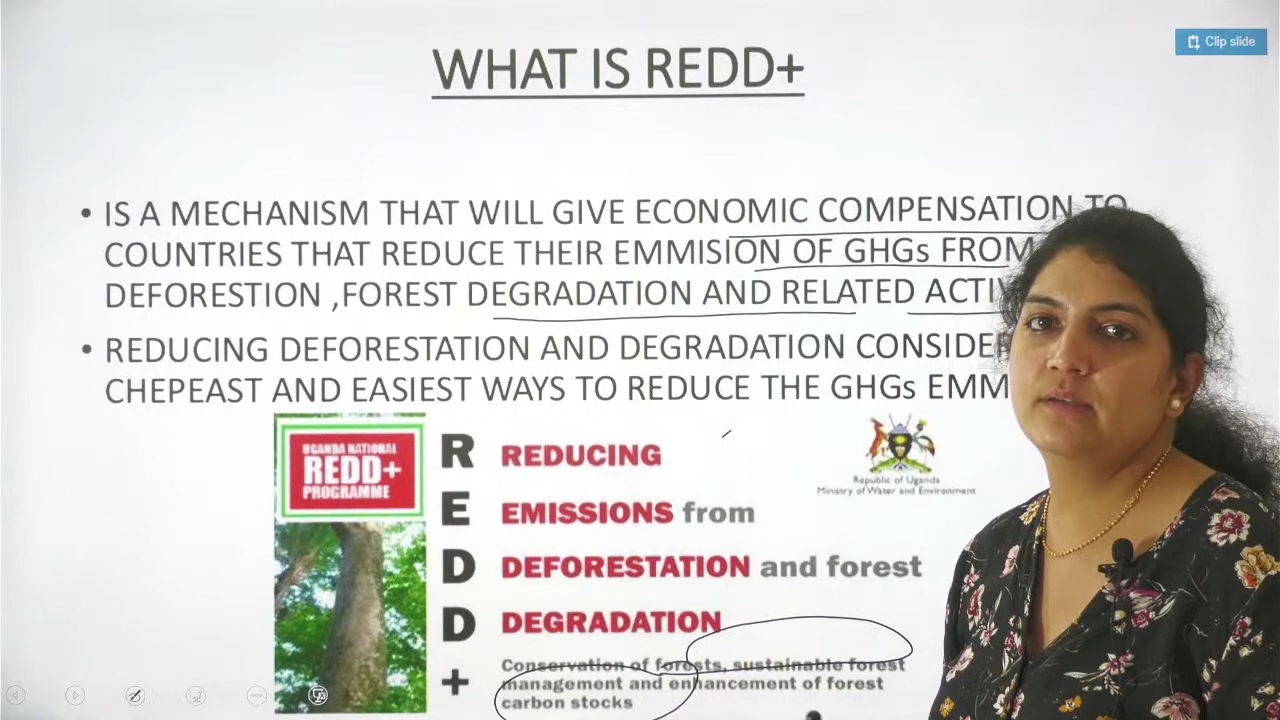 Clip slide
WHAT IS REDD+
• IS A MECHANISM THAT WILL GIVE ECONOMIC COMPENSATION TO
COUNTRIES THAT REDUCE THEIR EMMISION OF GHGs FROM
DEFORESTION ,FOREST DEGRADATION AND RELATED
• REDUCING DEFORESTATION AND DEGRADATION
CHEPEAST AND EASIEST WAYS TO REDUCE THE GHGs
UGANDA NATIONAL
REDD+
PROGRAMME
R REDUCING
E EMISSIONS from
D DEFORESTATION and forest
D DEGRADATION
+ Conservation of forests, sustainable forest
management and enhancement of forest
carbon stocks
Republic of Uganda
Ministry of Water and Environment